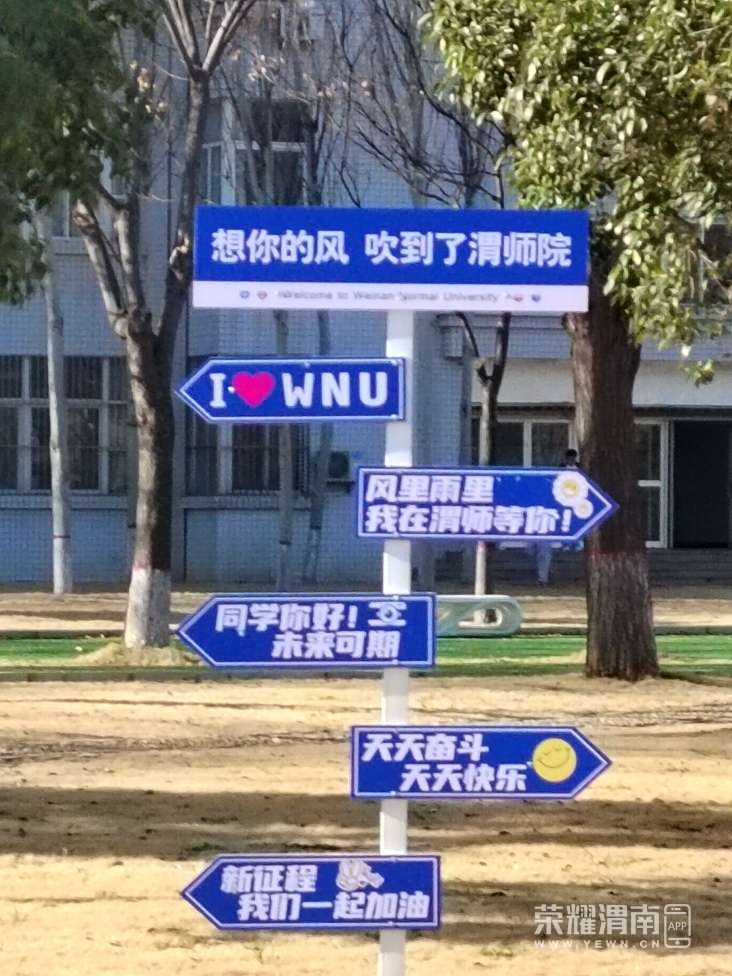 想你的风 吹到了渭师院
Welcome to Weinan Normal University
I WNU
风里雨里
我在渭师等你!
同学你好!
未来可期
天天奋斗
天天快乐
新征程
我们一起加油
荣耀渭南 APP
WWW.YEWN.CN